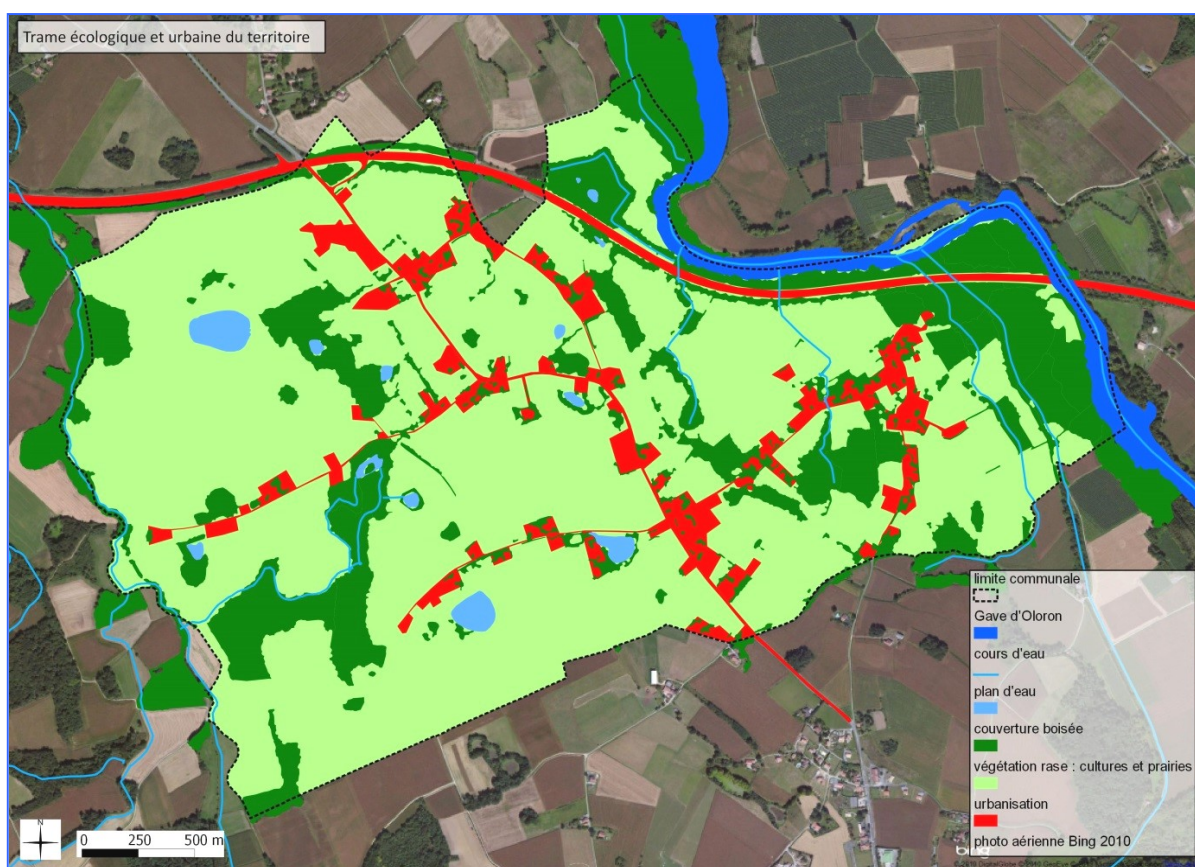 Trame écologique et urbaine du territoire
limite communale
Gave d'Oloron
cours d'eau
plan d'eau
couverture boisée
végétation rase : cultures et prairies
urbanisation
photo aérienne Bing 2010
bing
N
0 250 500 m